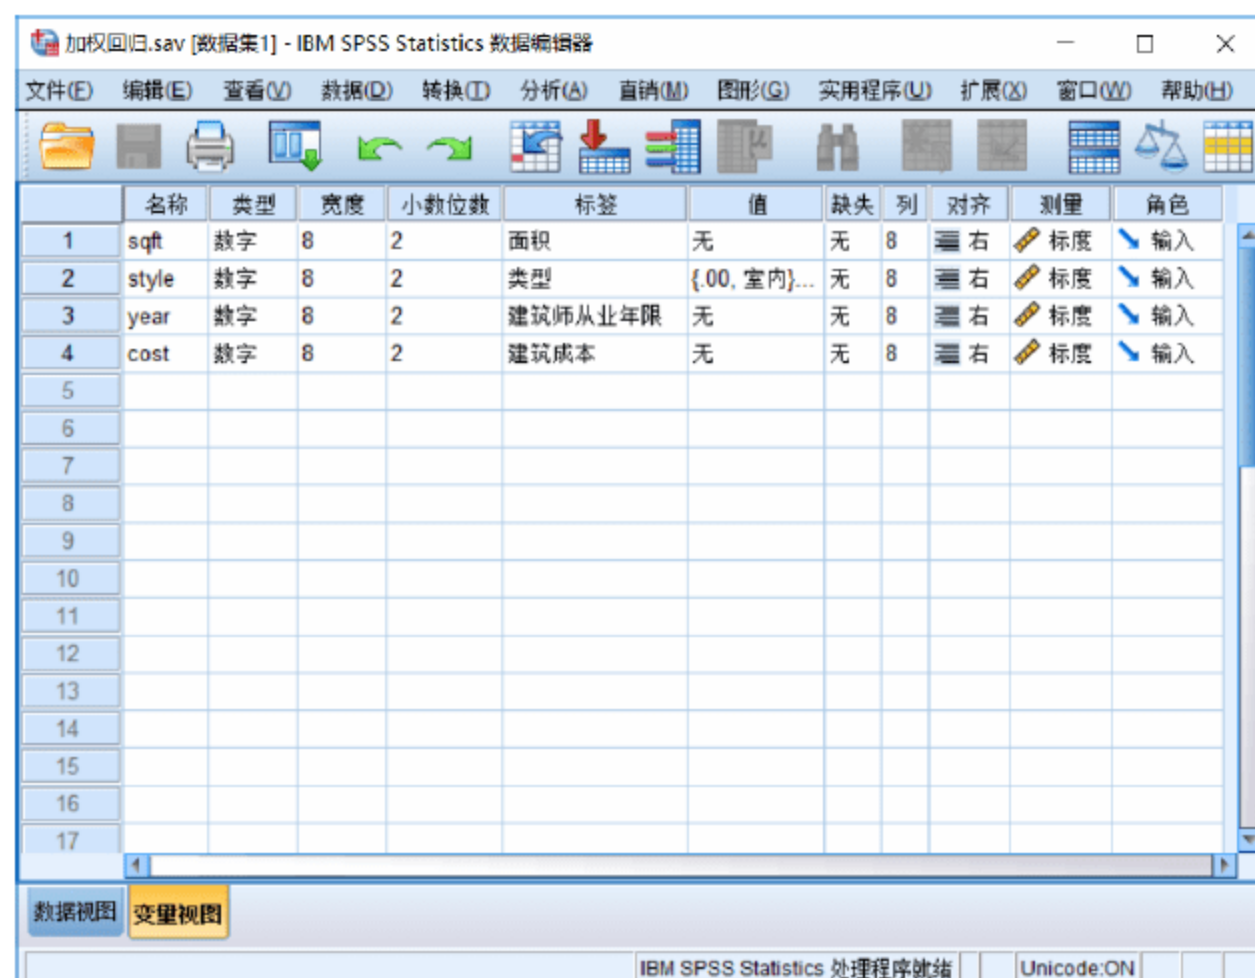 加权回归.sav [数据集1] - IBM SPSS Statistics 数据编辑器
文件(F) 编辑(E) 查看(V) 数据(D) 转换(T) 分析(A) 直销(M) 图形(G) 实用程序(U) 扩展(X) 窗口(W) 帮助(H)
名称 类型 宽度 小数位数 标签 值 缺失 列 对齐 测量 角色
1 sqft 数字 8 2 面积 无 无 8 右 标度 输入
2 style 数字 8 2 类型 {.00, 室内}... 无 8 右 标度 输入
3 year 数字 8 2 建筑师从业年限 无 无 8 右 标度 输入
4 cost 数字 8 2 建筑成本 无 无 8 右 标度 输入
5
6
7
8
9
10
11
12
13
14
15
16
17
数据视图 变量视图
IBM SPSS Statistics 处理程序就绪 Unicode:ON